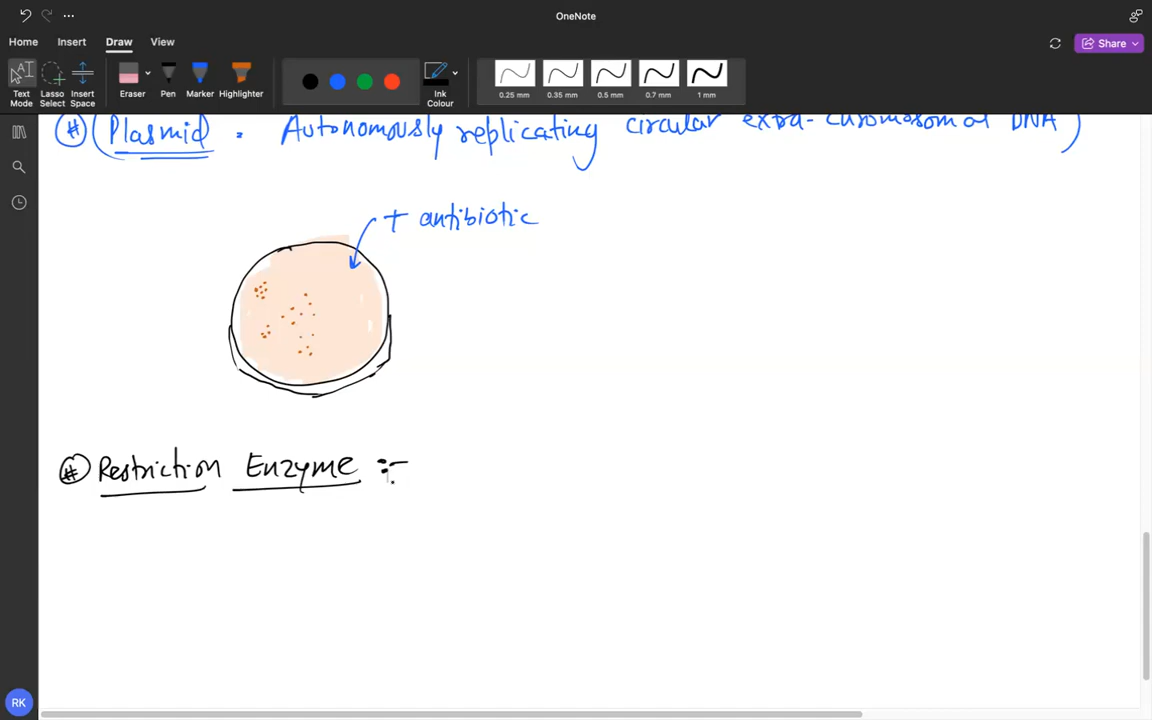 OneNote
Home Insert Draw View
Share
Text Mode
Lasso Select
Insert Space
Eraser
Pen
Marker
Highlighter
Ink Colour
0.25 mm
0.35 mm
0.5 mm
0.7 mm
1 mm
# (Plasmid : Autonomously replicating circular extra-chromosomal DNA)
+ antibiotic
# Restriction Enzyme :-
RK